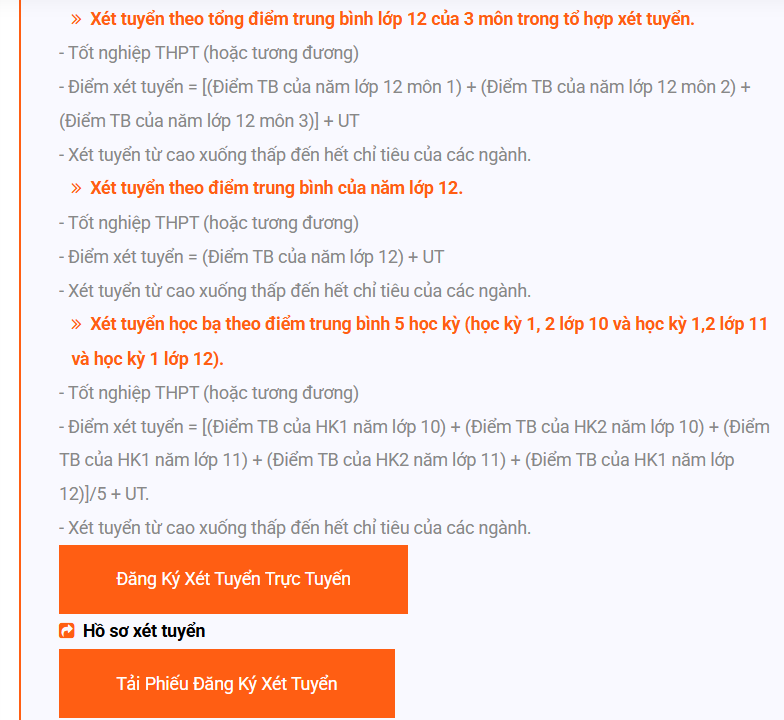 » Xét tuyển theo tổng điểm trung bình lớp 12 của 3 môn trong tổ hợp xét tuyển.
- Tốt nghiệp THPT (hoặc tương đương)
- Điểm xét tuyển = [(Điểm TB của năm lớp 12 môn 1) + (Điểm TB của năm lớp 12 môn 2) +
(Điểm TB của năm lớp 12 môn 3)] + UT
- Xét tuyển từ cao xuống thấp đến hết chỉ tiêu của các ngành.
» Xét tuyển theo điểm trung bình của năm lớp 12.
- Tốt nghiệp THPT (hoặc tương đương)
- Điểm xét tuyển = (Điểm TB của năm lớp 12) + UT
- Xét tuyển từ cao xuống thấp đến hết chỉ tiêu của các ngành.
» Xét tuyển học bạ theo điểm trung bình 5 học kỳ (học kỳ 1, 2 lớp 10 và học kỳ 1,2 lớp 11
và học kỳ 1 lớp 12).
- Tốt nghiệp THPT (hoặc tương đương)
- Điểm xét tuyển = [(Điểm TB của HK1 năm lớp 10) + (Điểm TB của HK2 năm lớp 10) + (Điểm
TB của HK1 năm lớp 11) + (Điểm TB của HK2 năm lớp 11) + (Điểm TB của HK1 năm lớp
12)]/5 + UT.
- Xét tuyển từ cao xuống thấp đến hết chỉ tiêu của các ngành.
Đăng Ký Xét Tuyển Trực Tuyến
Hồ sơ xét tuyển
Tải Phiếu Đăng Ký Xét Tuyển